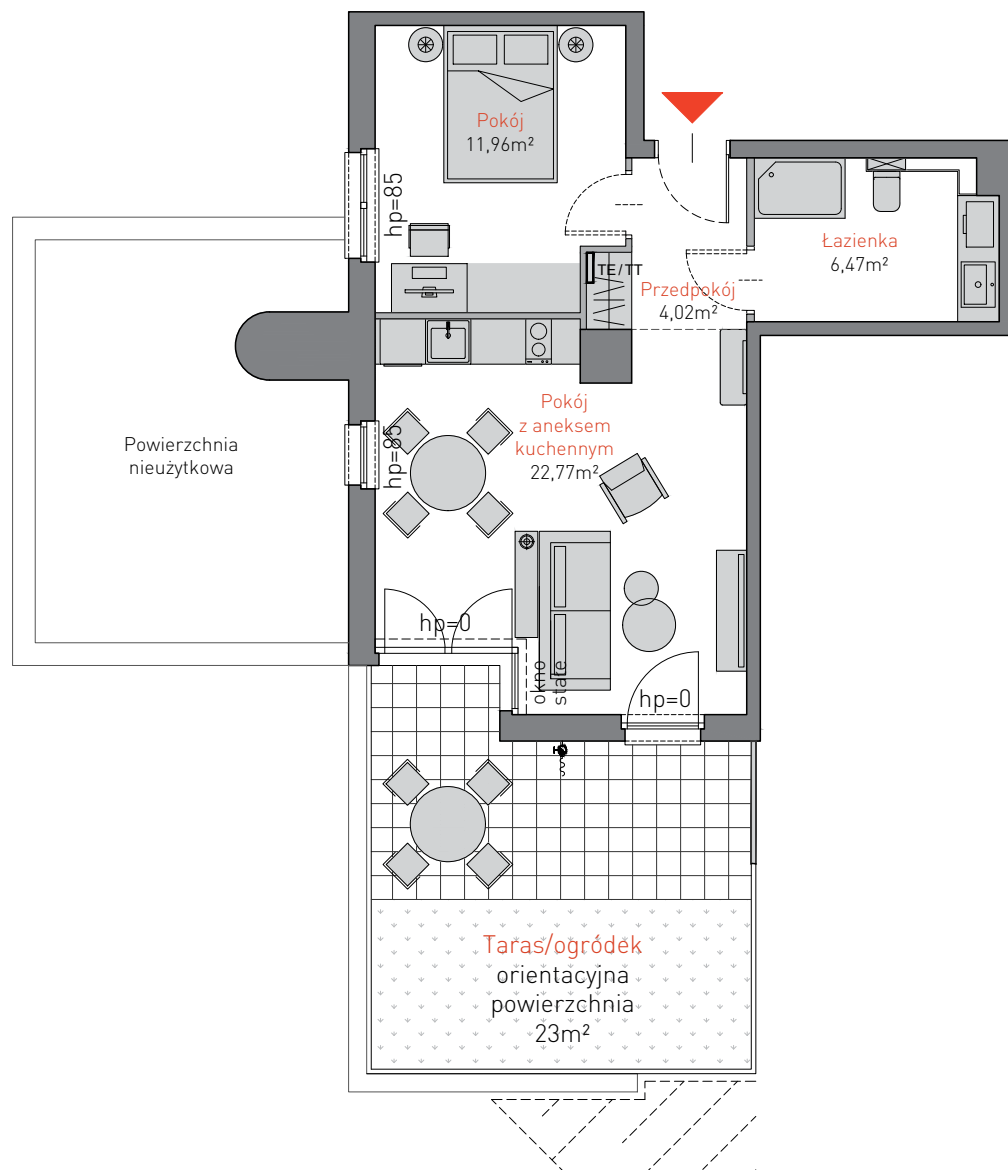 Pokój
11,96m²
hp=85
Łazienka
6,47m²
TE/TT
Przedpokój
4,02m²
Pokój
z aneksem
kuchennym
22,77m²
hp=85
Powierzchnia
nieużytkowa
hp=0
okno
stałe
hp=0
Taras/ogródek
orientacyjna
powierzchnia
23m²